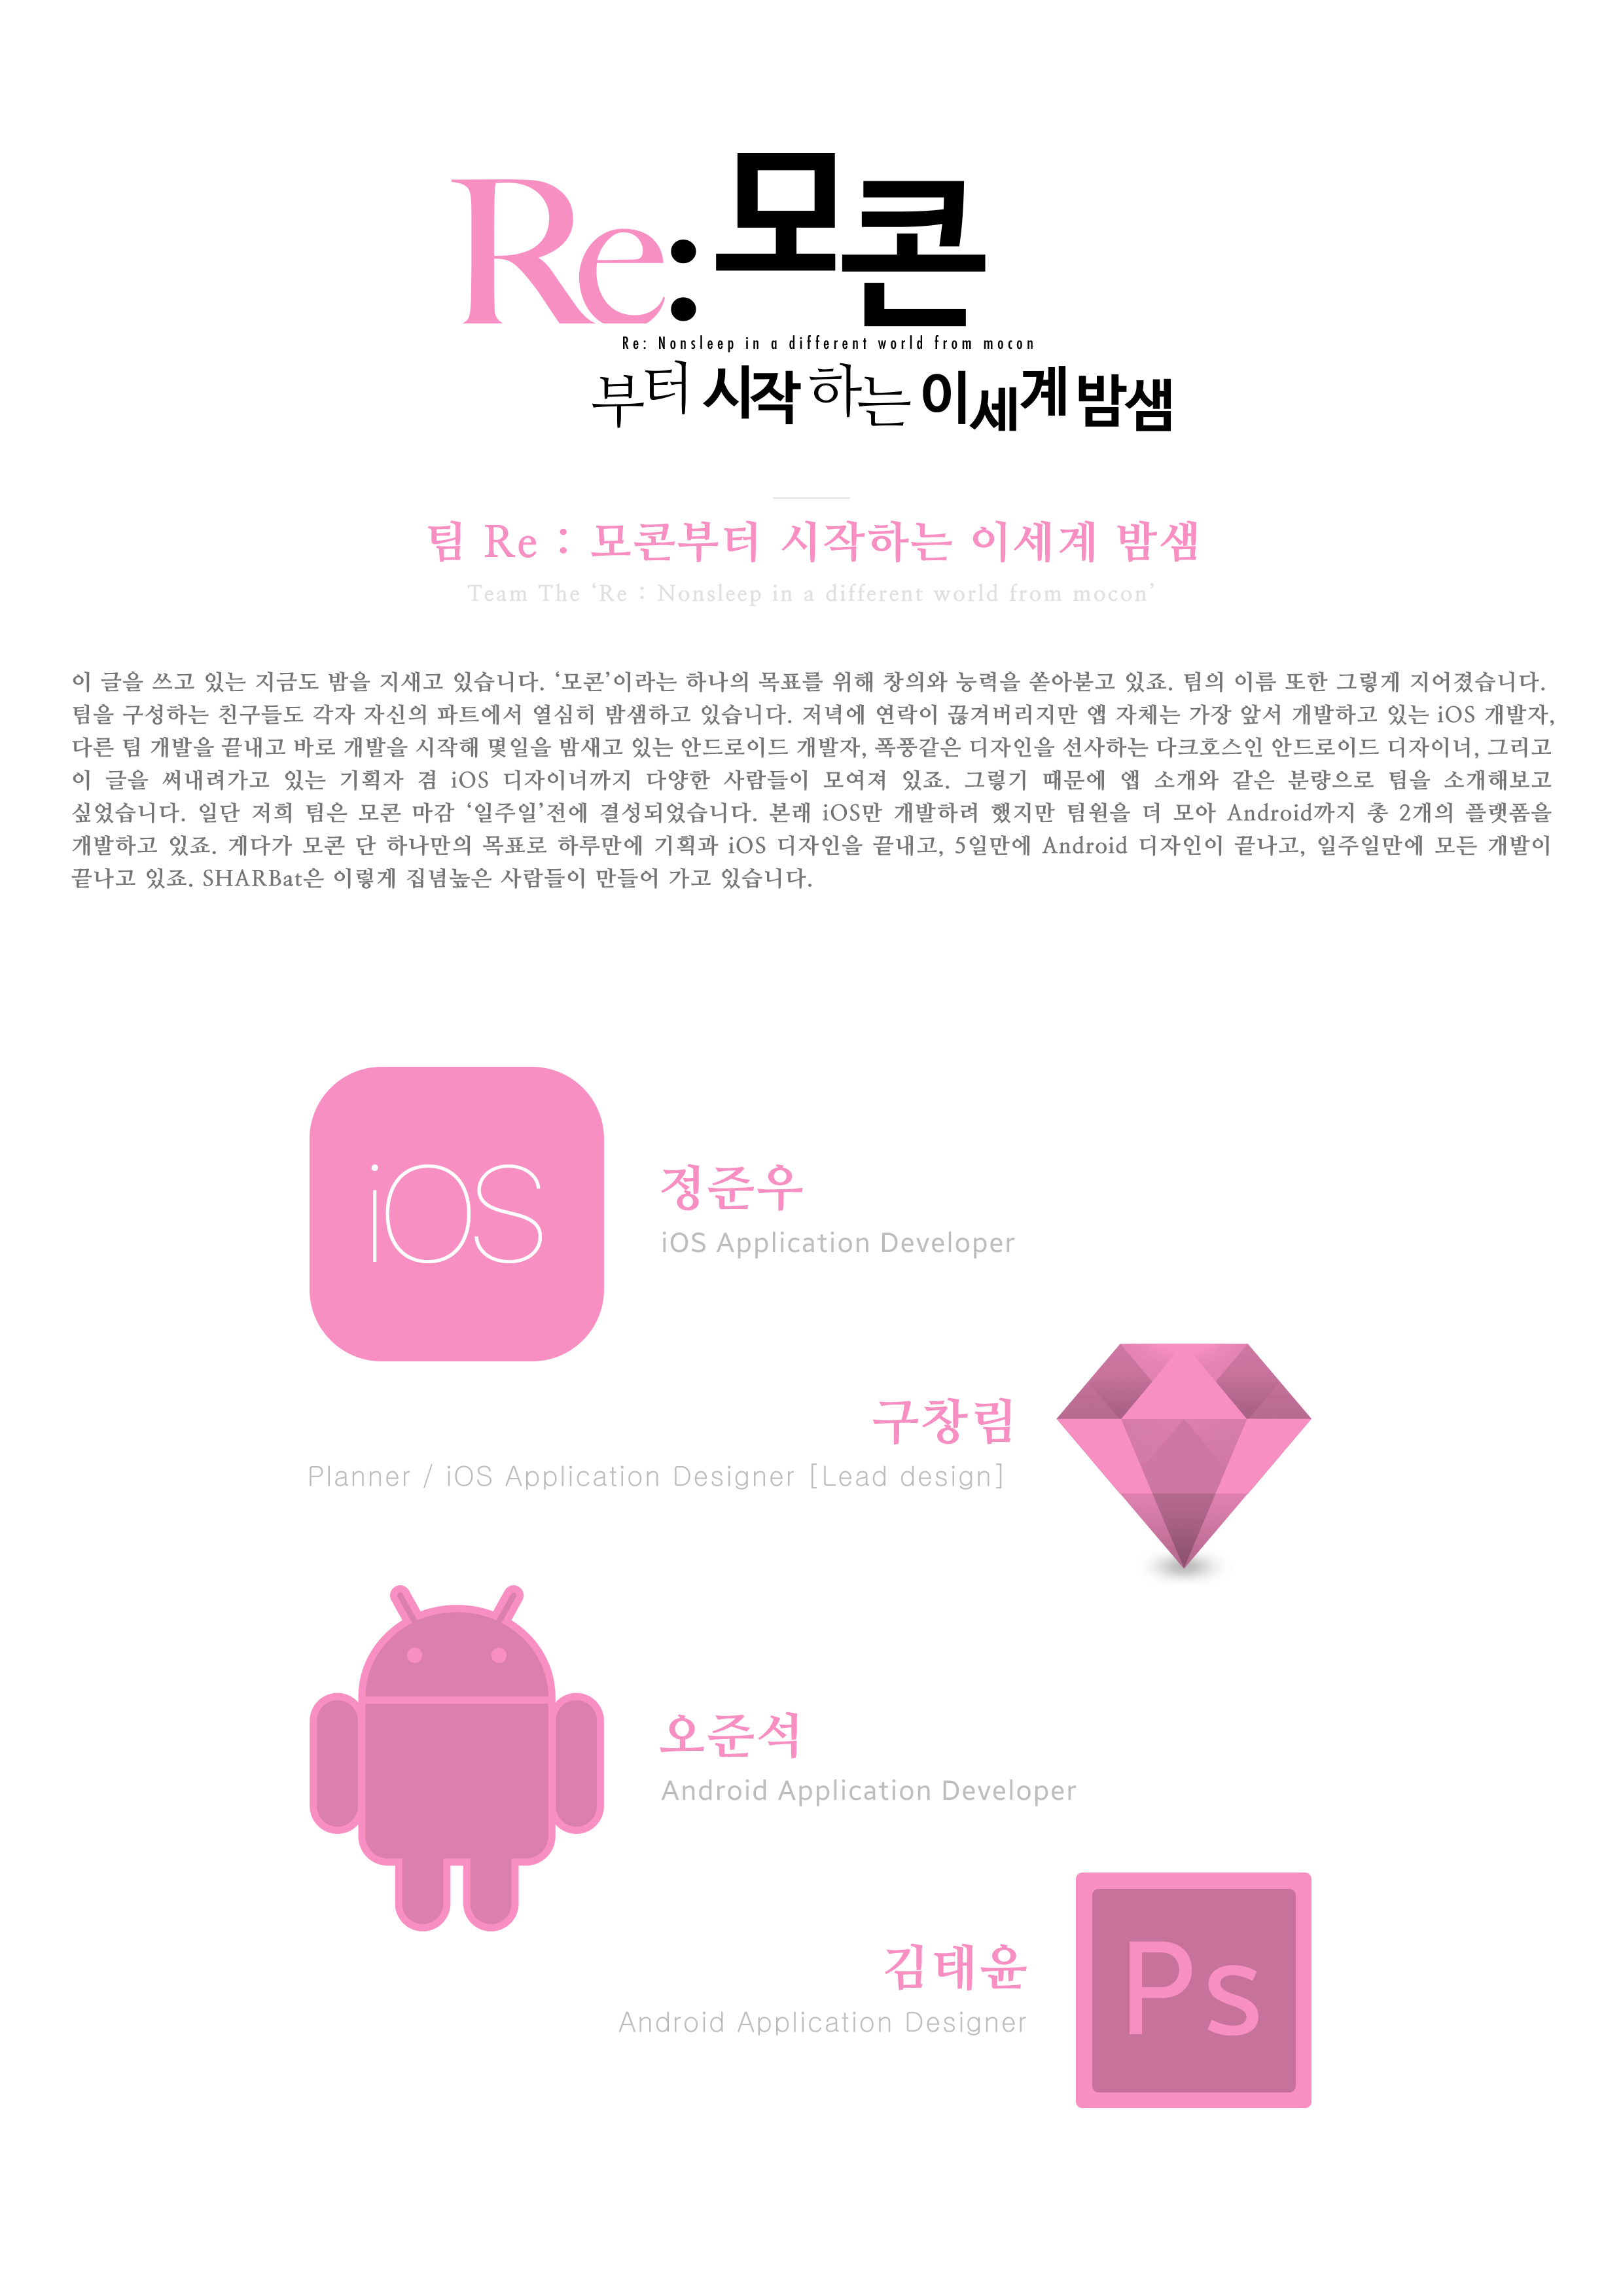 Re: 모콘
Re: Nonsleep in a different world from mocon
부터 시작하는 이세계 밤샘
팀 Re : 모콘부터 시작하는 이세계 밤샘
Team The ‘Re : Nonsleep in a different world from mocon’
이 글을 쓰고 있는 지금도 밤을 지새고 있습니다. ‘모콘’이라는 하나의 목표를 위해 창의와 능력을 쏟아붇고 있죠. 팀의 이름 또한 그렇게 지어졌습니다.
팀을 구성하는 친구들도 각자 자신의 파트에서 열심히 밤샘하고 있습니다. 저녁에 연락이 끊겨버리지만 앱 자체는 가장 앞서 개발하고 있는 iOS 개발자,
다른 팀 개발을 끝내고 바로 개발을 시작해 몇일을 밤새고 있는 안드로이드 개발자, 폭풍같은 디자인을 선사하는 다크호스인 안드로이드 디자이너, 그리고
이 글을 써내려가고 있는 기획자 겸 iOS 디자이너까지 다양한 사람들이 모여져 있죠. 그렇기 때문에 앱 소개와 같은 분량으로 팀을 소개해보고
싶었습니다. 일단 저희 팀은 모콘 마감 ‘일주일’전에 결성되었습니다. 본래 iOS만 개발하려 했지만 팀원을 더 모아 Android까지 총 2개의 플랫폼을
개발하고 있죠. 게다가 모콘 단 하나만의 목표로 하루만에 기획과 iOS 디자인을 끝내고, 5일만에 Android 디자인이 끝나고, 일주일만에 모든 개발이
끝나고 있죠. SHARBat은 이렇게 집념높은 사람들이 만들어 가고 있습니다.
iOS
정준우
iOS Application Developer
구창림
Planner / iOS Application Designer [Lead design]
오준석
Android Application Developer
김태윤
Android Application Designer
Ps